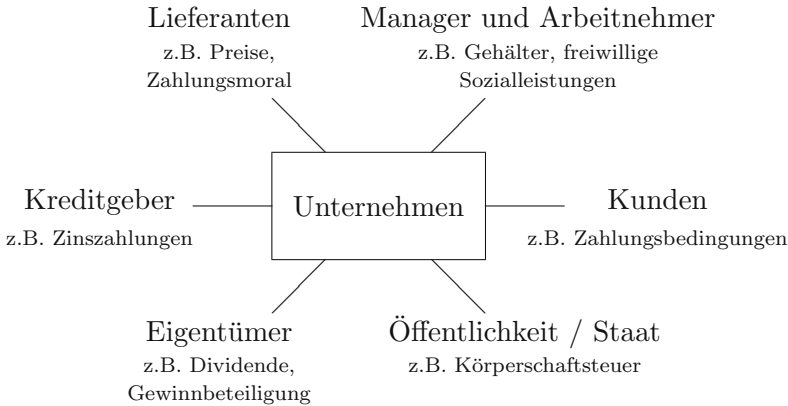 Lieferanten
z.B. Preise,
Zahlungsmoral
Manager und Arbeitnehmer
z.B. Gehälter, freiwillige
Sozialleistungen
Kreditgeber
z.B. Zinszahlungen
Unternehmen
Kunden
z.B. Zahlungsbedingungen
Eigentümer
z.B. Dividende,
Gewinnbeteiligung
Öffentlichkeit / Staat
z.B. Körperschaftsteuer